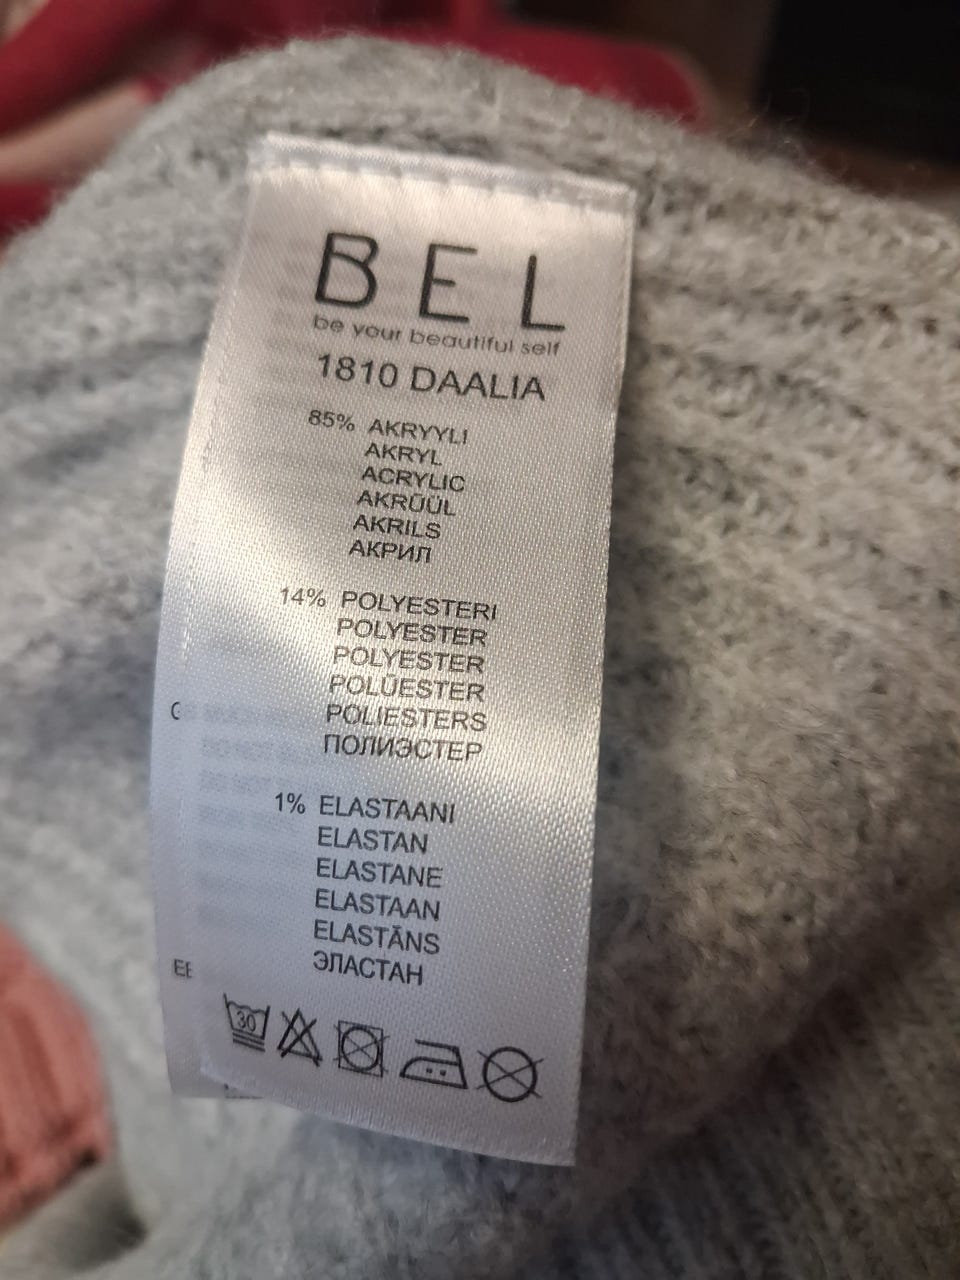 BEL
be your beautiful self
1810 DAALIA
85% AKRYYLI
AKRYL
ACRYLIC
AKRÜÜL
AKRILS
АКРИЛ
14% POLYESTERI
POLYESTER
POLYESTER
POLÜESTER
POLIESTERS
ПОЛИЭСТЕР
1% ELASTAANI
ELASTAN
ELASTANE
ELASTAAN
ELASTĀNS
ЭЛАСТАН
30